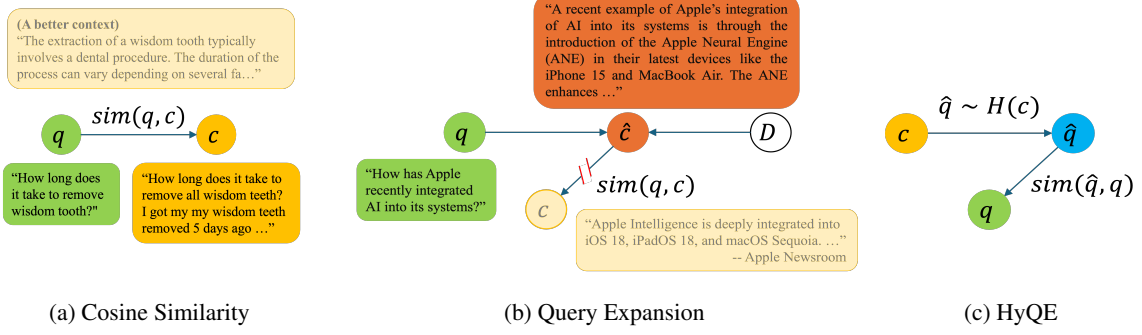 (A better context)
“The extraction of a wisdom tooth typically
involves a dental procedure. The duration of the
process can vary depending on several fa…”
sim(q, c)
q
c
“How long does
it take to remove
wisdom tooth?"
“How long does it take to
remove all wisdom teeth?
I got my my wisdom teeth
removed 5 days ago …”
(a) Cosine Similarity
“A recent example of Apple’s integration
of AI into its systems is through the
introduction of the Apple Neural Engine
(ANE) in their latest devices like the
iPhone 15 and MacBook Air. The ANE
enhances …”
q
ĉ
D
“How has Apple
recently integrated
AI into its systems?”
sim(q, c)
c
“Apple Intelligence is deeply integrated into
iOS 18, iPadOS 18, and macOS Sequoia. …”
-- Apple Newsroom
(b) Query Expansion
q̂ ~ H(c)
c
q̂
sim(q̂, q)
q
(c) HyQE